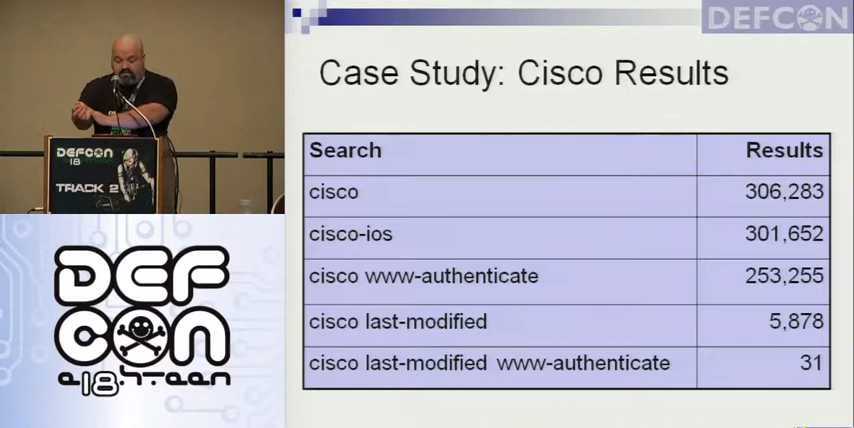 DEFCON
Case Study: Cisco Results
Search Results
cisco 306,283
cisco-ios 301,652
cisco www-authenticate 253,255
cisco last-modified 5,878
cisco last-modified www-authenticate 31
DEFCON
18
TRACK 2
DEF
CON
e18hteen